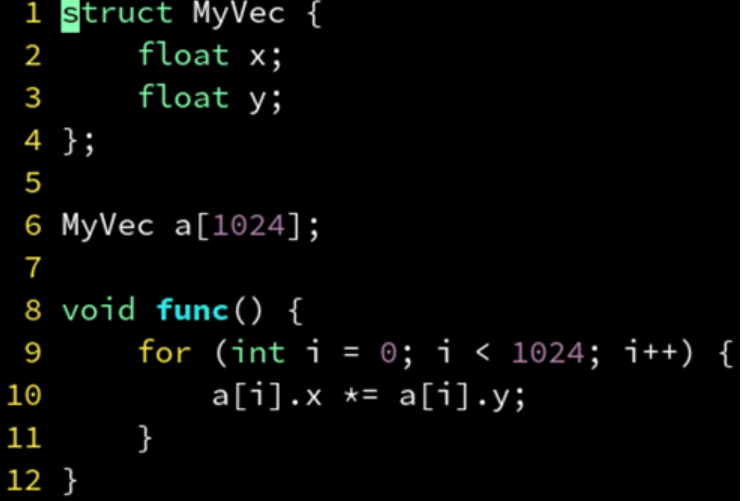 1 struct MyVec {
2     float x;
3     float y;
4 };
5
6 MyVec a[1024];
7
8 void func() {
9     for (int i = 0; i < 1024; i++) {
10         a[i].x *= a[i].y;
11     }
12 }